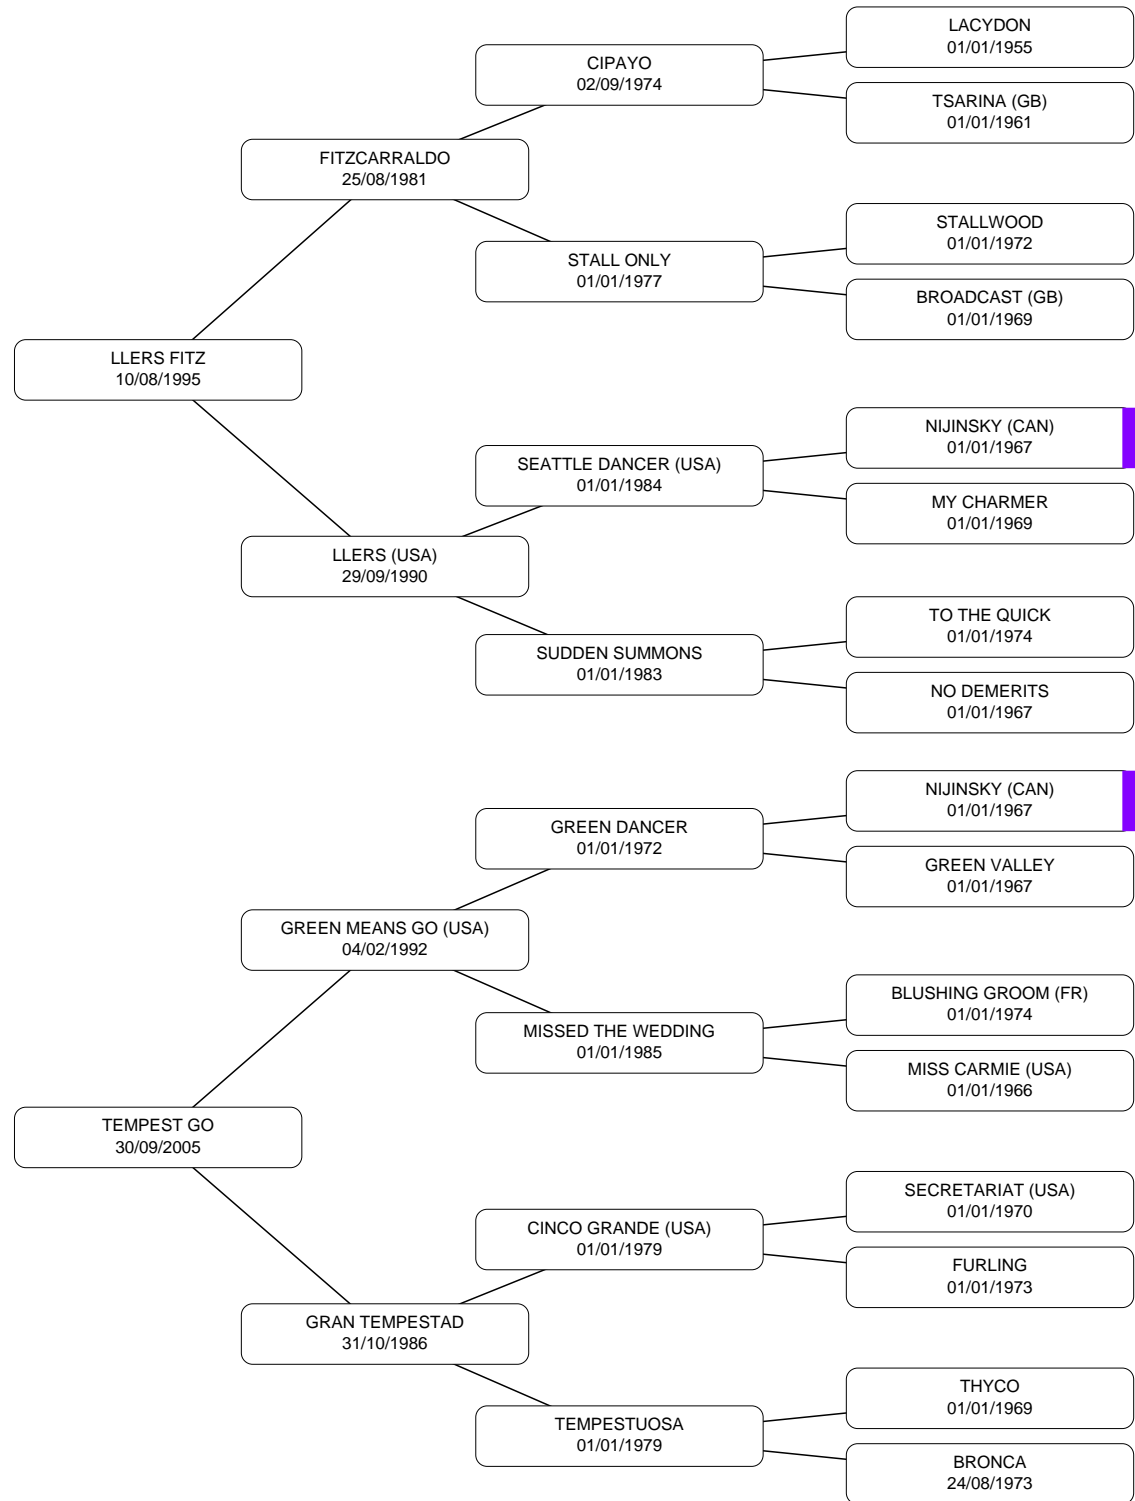 LACYDON
01/01/1955
CIPAYO
02/09/1974
TSARINA (GB)
01/01/1961
FITZCARRALDO
25/08/1981
STALLWOOD
01/01/1972
STALL ONLY
01/01/1977
BROADCAST (GB)
01/01/1969
LLERS FITZ
10/08/1995
NIJINSKY (CAN)
01/01/1967
SEATTLE DANCER (USA)
01/01/1984
MY CHARMER
01/01/1969
LLERS (USA)
29/09/1990
TO THE QUICK
01/01/1974
SUDDEN SUMMONS
01/01/1983
NO DEMERITS
01/01/1967
NIJINSKY (CAN)
01/01/1967
GREEN DANCER
01/01/1972
GREEN VALLEY
01/01/1967
GREEN MEANS GO (USA)
04/02/1992
BLUSHING GROOM (FR)
01/01/1974
MISSED THE WEDDING
01/01/1985
MISS CARMIE (USA)
01/01/1966
TEMPEST GO
30/09/2005
SECRETARIAT (USA)
01/01/1970
CINCO GRANDE (USA)
01/01/1979
FURLING
01/01/1973
GRAN TEMPESTAD
31/10/1986
THYCO
01/01/1969
TEMPESTUOSA
01/01/1979
BRONCA
24/08/1973